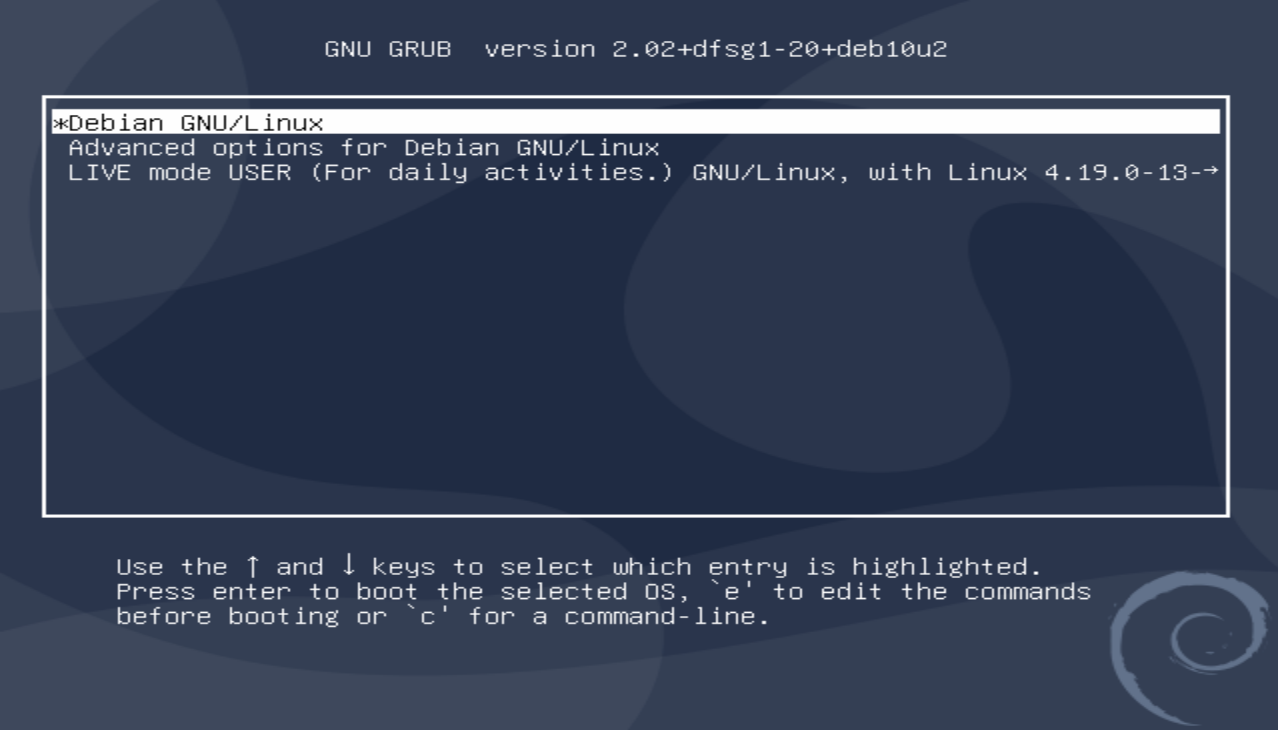 GNU GRUB  version 2.02+dfsg1-20+deb10u2
*Debian GNU/Linux
Advanced options for Debian GNU/Linux
LIVE mode USER (For daily activities.) GNU/Linux, with Linux 4.19.0-13-→
Use the ↑ and ↓ keys to select which entry is highlighted.
Press enter to boot the selected OS, `e' to edit the commands
before booting or `c' for a command-line.